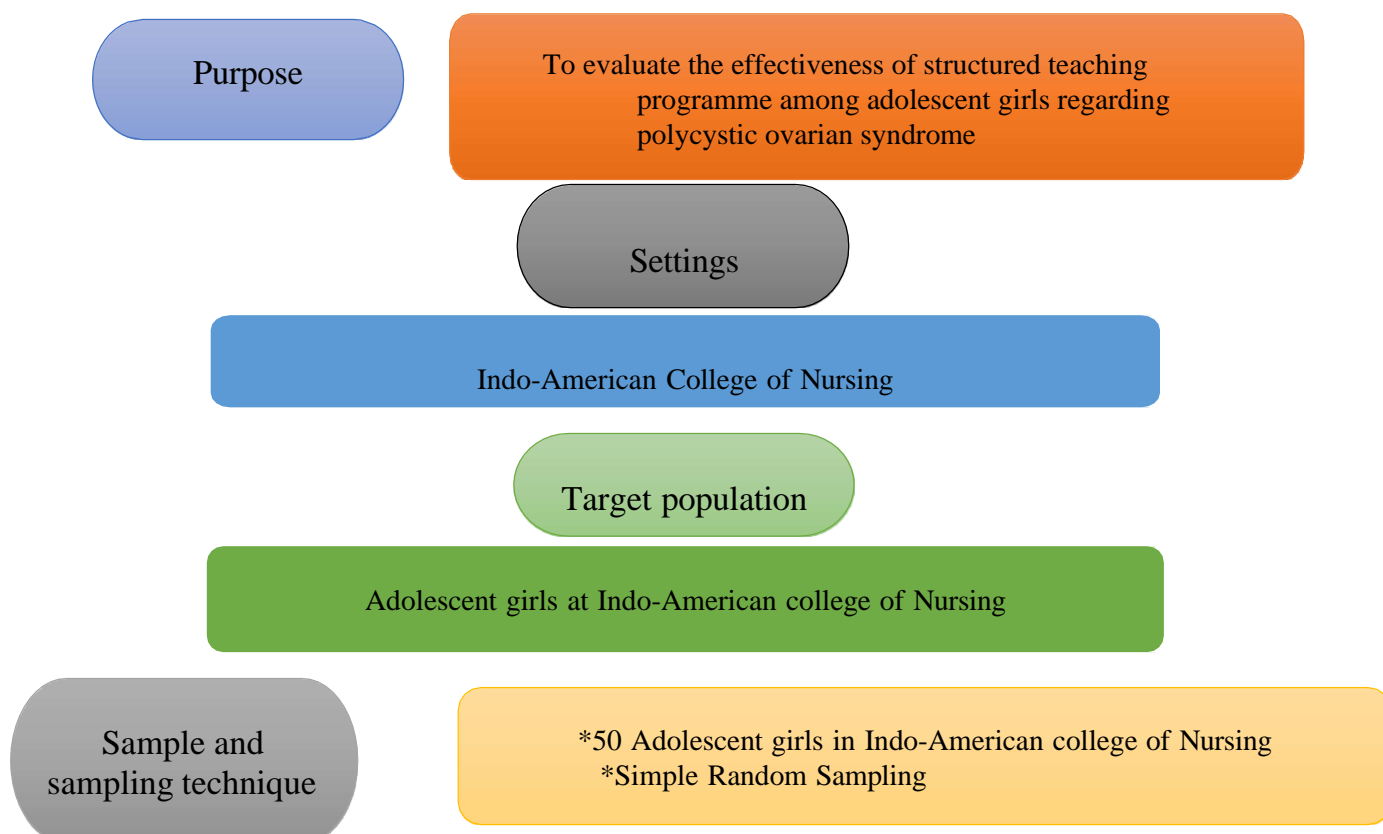 Purpose
To evaluate the effectiveness of structured teaching
programme among adolescent girls regarding
polycystic ovarian syndrome
Settings
Indo-American College of Nursing
Target population
Adolescent girls at Indo-American college of Nursing
Sample and
sampling technique
*50 Adolescent girls in Indo-American college of Nursing
*Simple Random Sampling